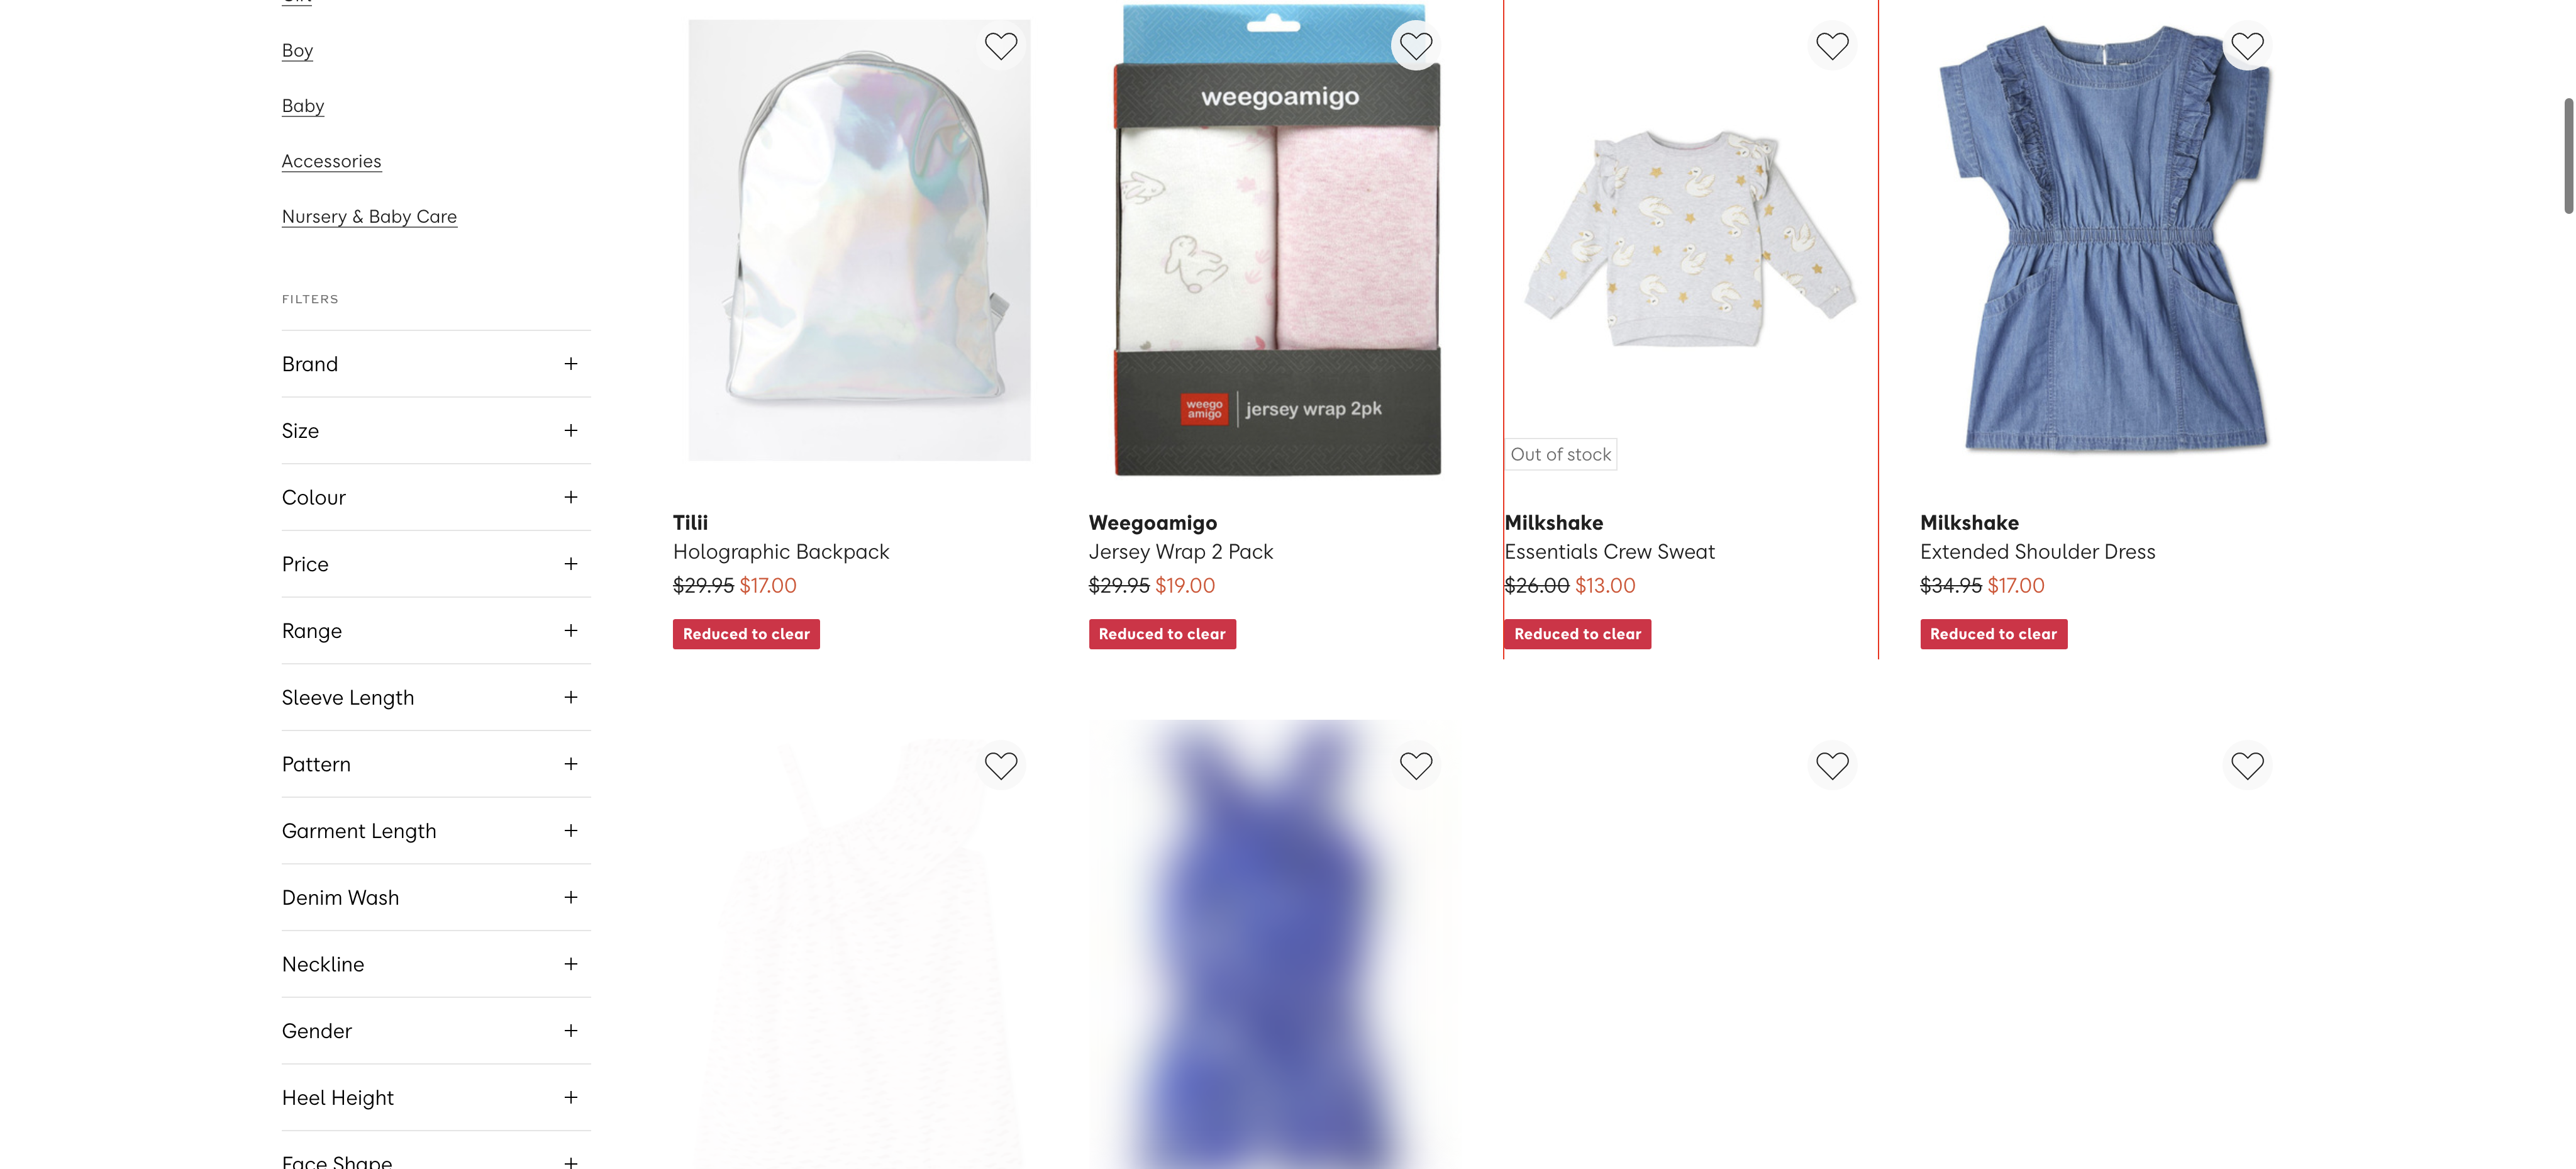 Boy
Baby
Accessories
Nursery & Baby Care
FILTERS
Brand
Size
Colour
Price
Range
Sleeve Length
Pattern
Garment Length
Denim Wash
Neckline
Gender
Heel Height
Face Shape
weegoamigo
weego
amigo
jersey wrap 2pk
Tilii
Holographic Backpack
$29.95 $17.00
Reduced to clear
Weegoamigo
Jersey Wrap 2 Pack
$29.95 $19.00
Reduced to clear
Out of stock
Milkshake
Essentials Crew Sweat
$26.00 $13.00
Reduced to clear
Milkshake
Extended Shoulder Dress
$34.95 $17.00
Reduced to clear